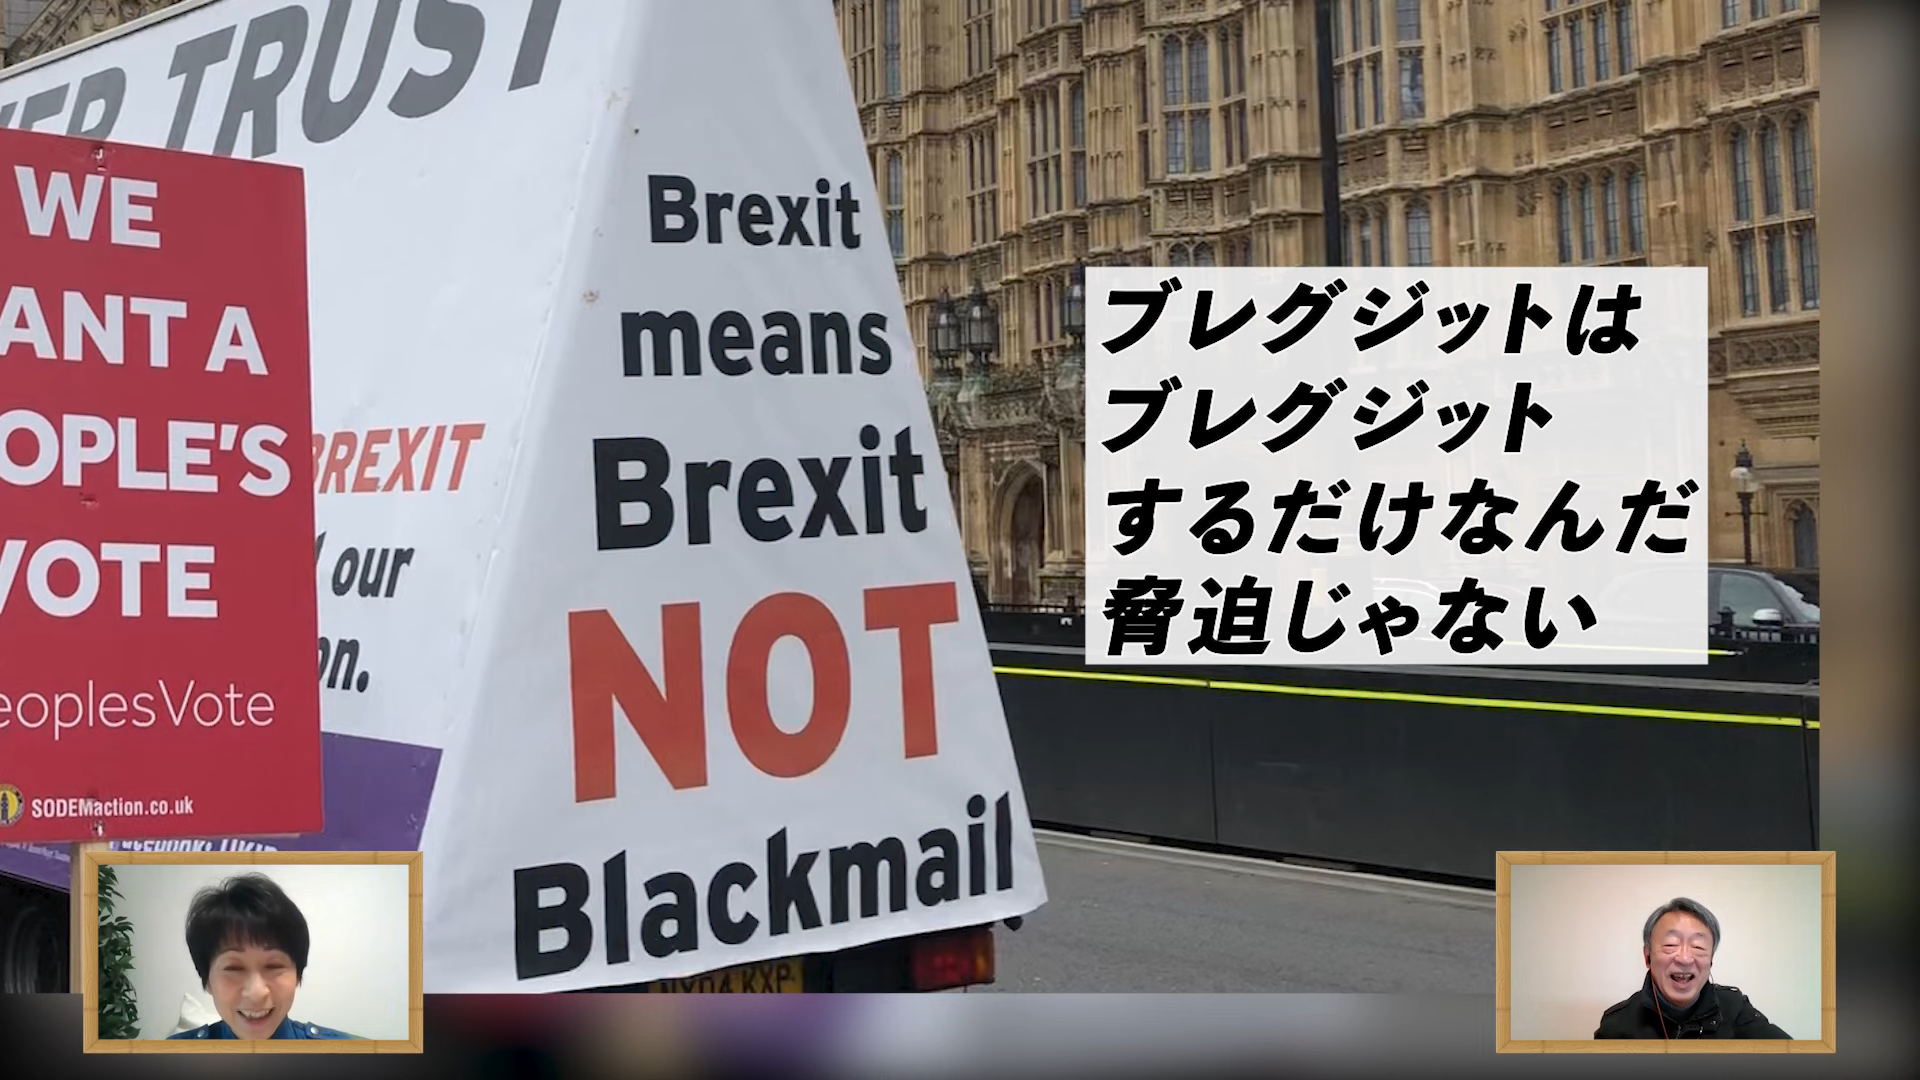 TRUST
WE
ANT A
OPLE'S
VOTE
eoplesVote
SODEMaction.co.uk
BREXIT
our
on.
Brexit
means
Brexit
NOT
Blackmail
ブレグジットは
ブレグジット
するだけなんだ
脅迫じゃない